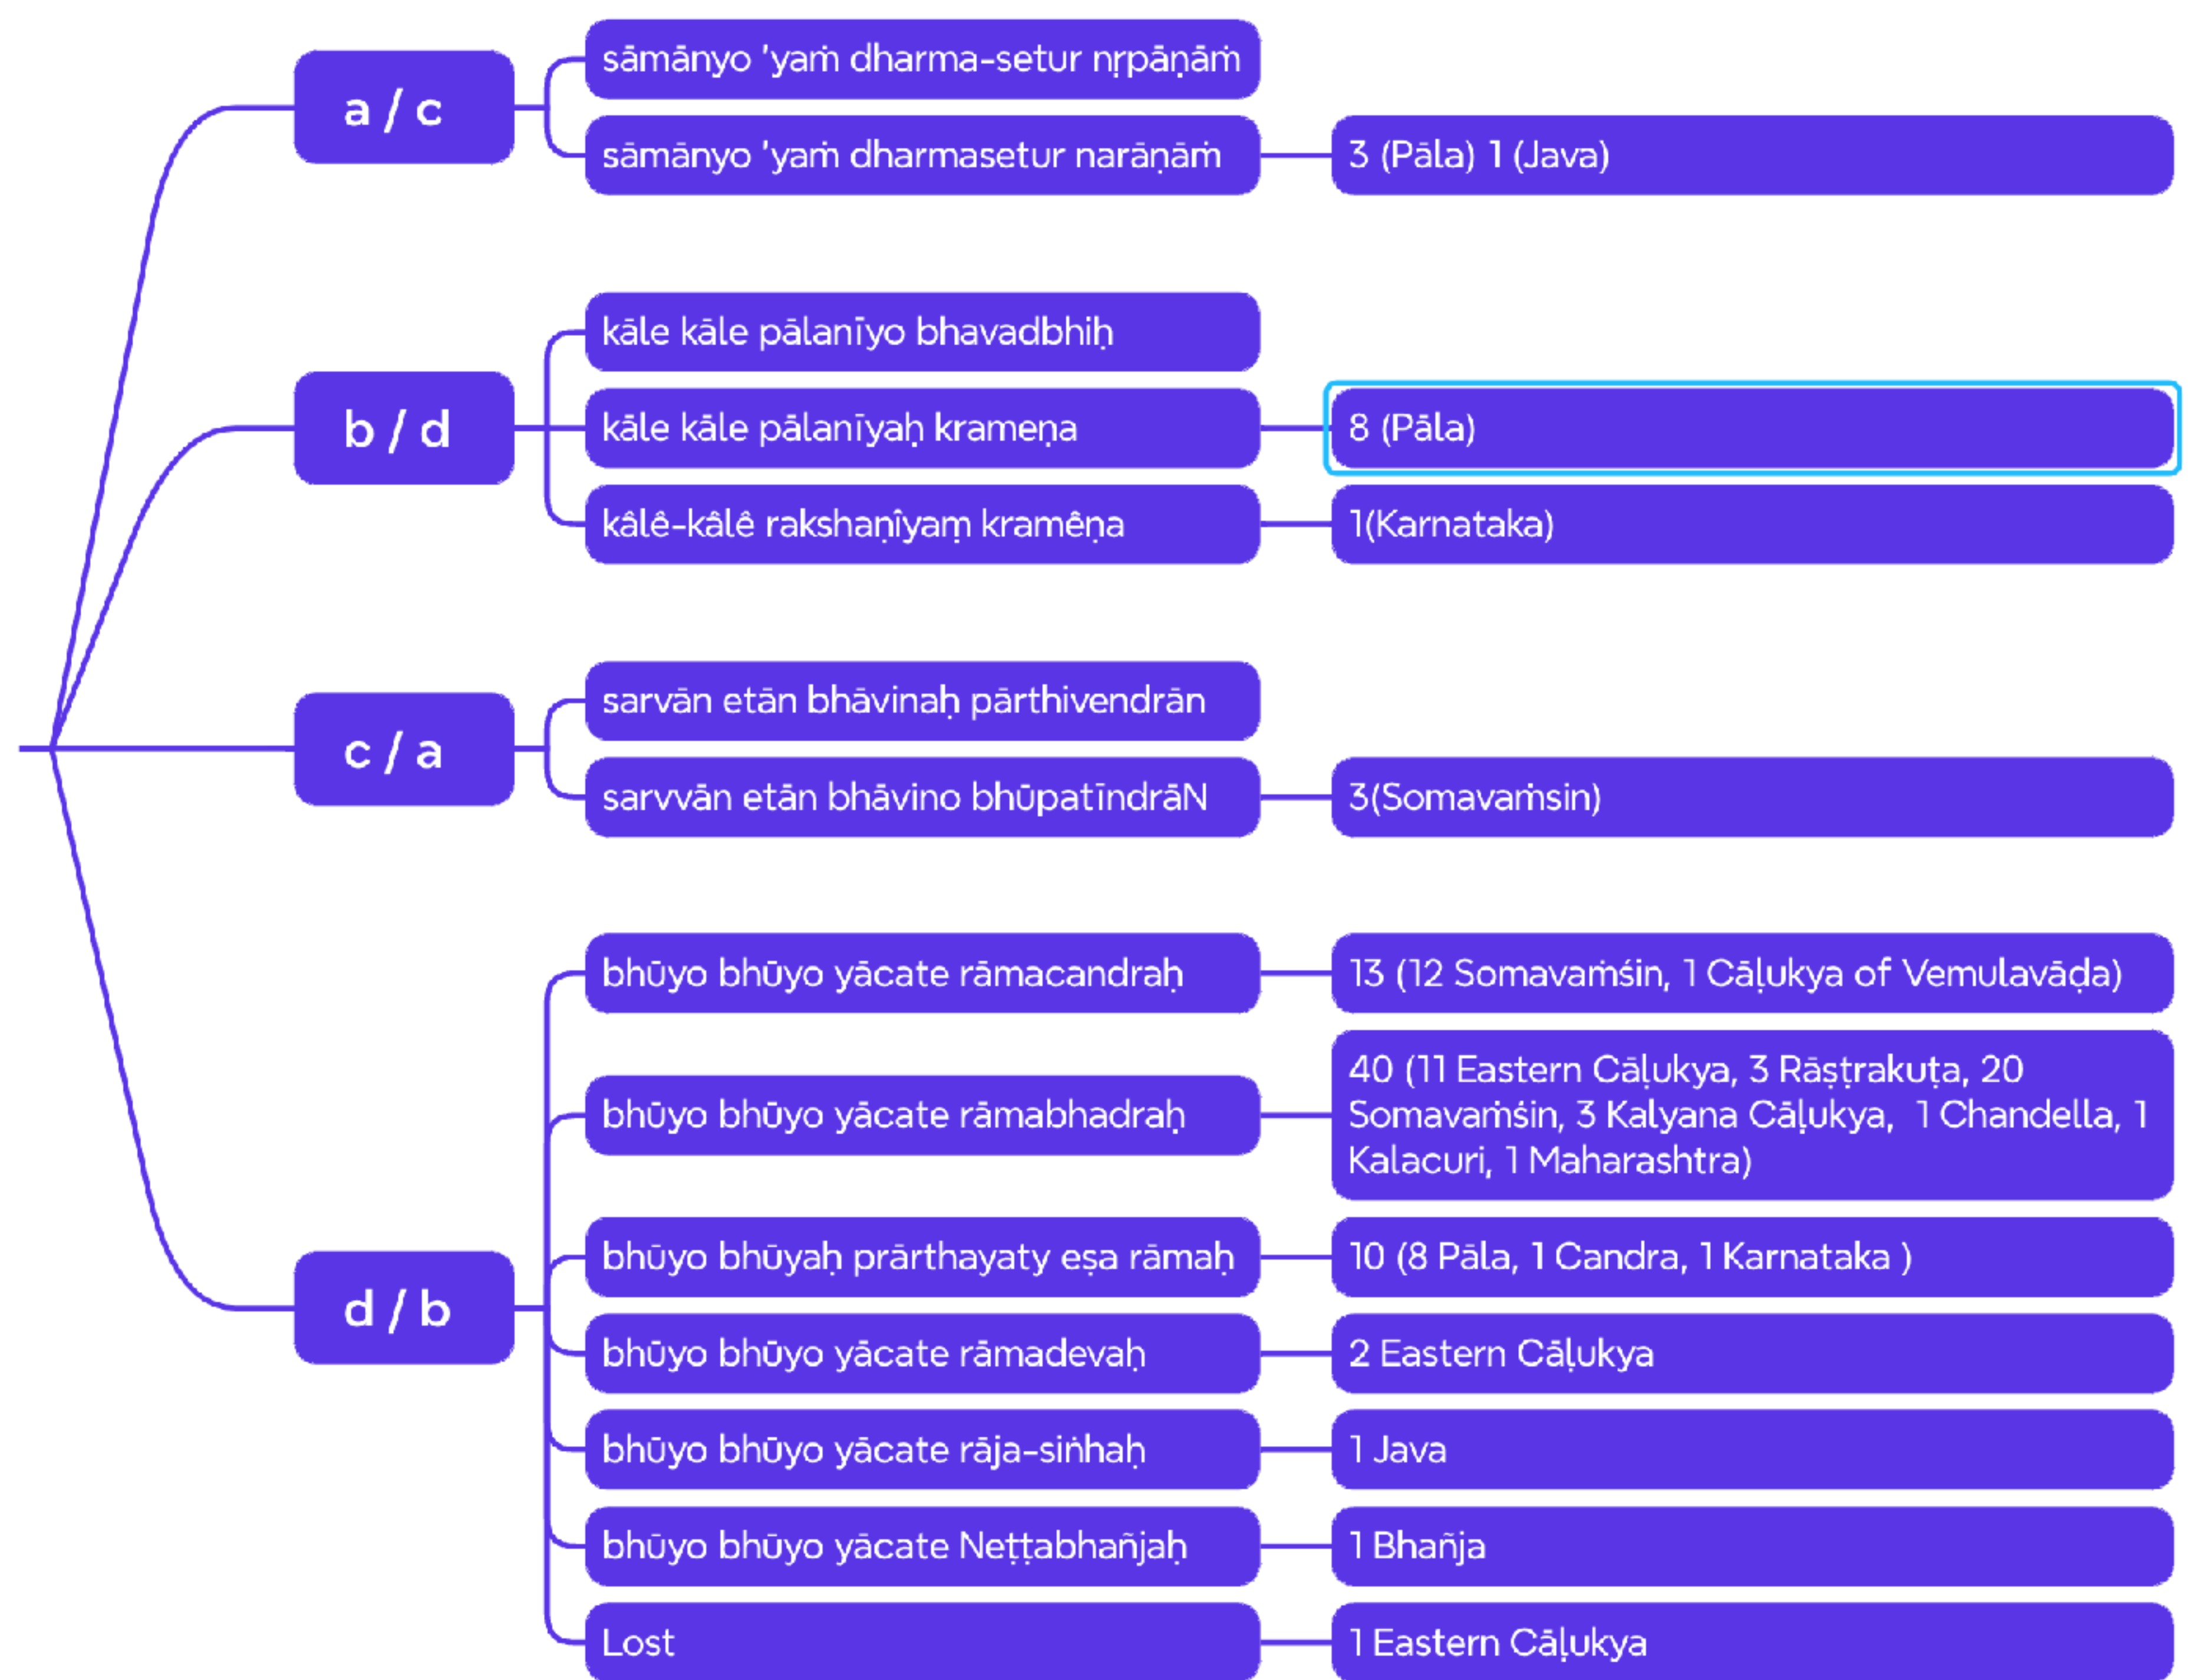 a / c
sāmānyo 'yaṁ dharma-setur nṛpāṇāṁ
sāmānyo 'yaṁ dharmasetur narāṇāṁ
3 (Pāla) 1 (Java)
b / d
kāle kāle pālanīyo bhavadbhiḥ
kāle kāle pālanīyaḥ krameṇa
8 (Pāla)
kâlê-kâlê rakshaṇîyaṃ kramêṇa
1(Karnataka)
c / a
sarvān etān bhāvinaḥ pārthivendrān
sarvvān etān bhāvino bhūpatīndrāN
3(Somavaṁsin)
d / b
bhūyo bhūyo yācate rāmacandraḥ
13 (12 Somavaṁśin, 1 Cāḷukya of Vemulavāḍa)
bhūyo bhūyo yācate rāmabhadraḥ
40 (11 Eastern Cāḷukya, 3 Rāṣṭrakuṭa, 20
Somavaṁśin, 3 Kalyana Cāḷukya, 1 Chandella, 1
Kalacuri, 1 Maharashtra)
bhūyo bhūyaḥ prārthayaty eṣa rāmaḥ
10 (8 Pāla, 1 Candra, 1 Karnataka )
bhūyo bhūyo yācate rāmadevaḥ
2 Eastern Cāḷukya
bhūyo bhūyo yācate rāja-siṅhaḥ
1 Java
bhūyo bhūyo yācate Neṭṭabhañjaḥ
1 Bhañja
Lost
1 Eastern Cāḷukya